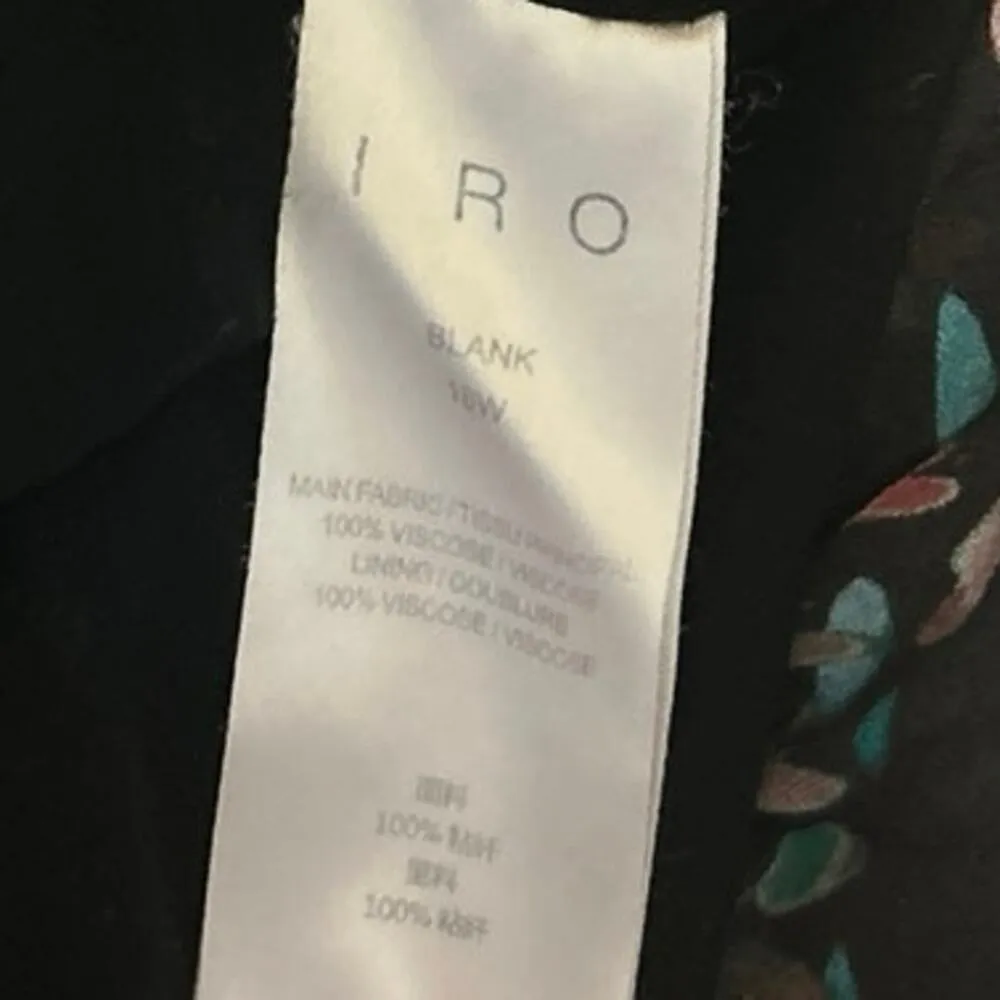 IRO
BLANK
16W
MAIN FABRIC / TISSU PRINCIPAL
100% VISCOSE / VISCOSE
LINING / DOUBLURE
100% VISCOSE / VISCOSE
面料
100% 粘纤
里料
100% 粘纤